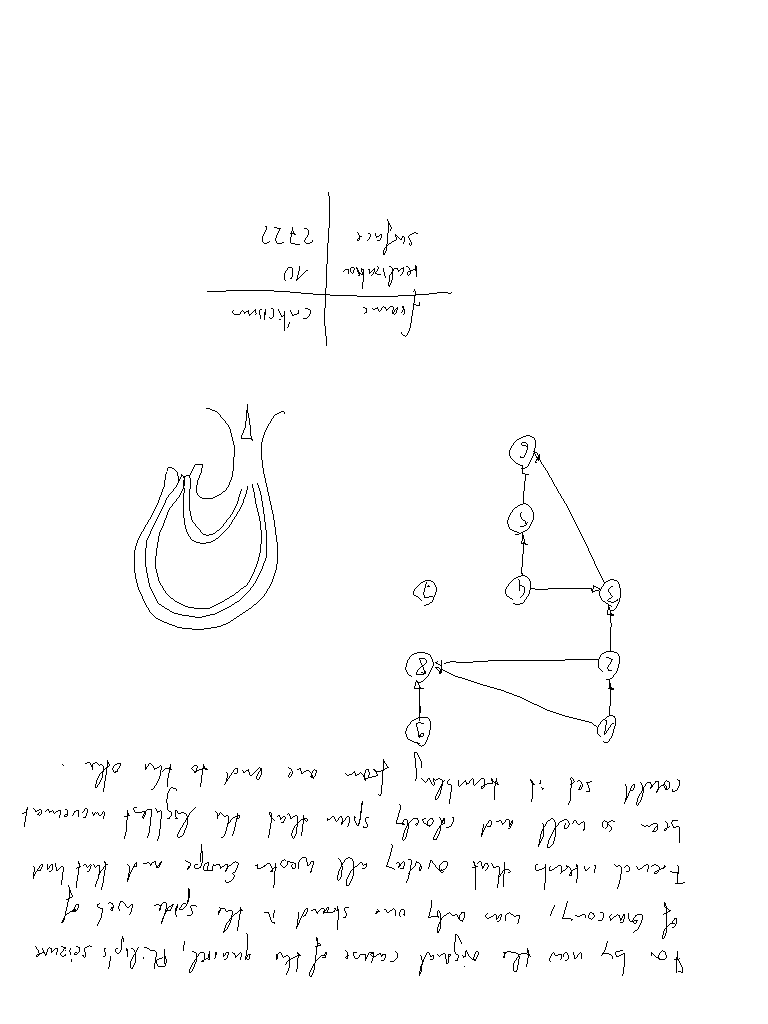 For by now the original cause of the quarrel, Philip's seizure
of Gascony, was only one strand in the spider web of
French interests that overlay all western Europe and that had
been so well and closely spun that the slightest movement
could set it trembling from one end to the other.
1 9
2 8
3 4 7
5
6
frame criticism
realization 10
surface 2722